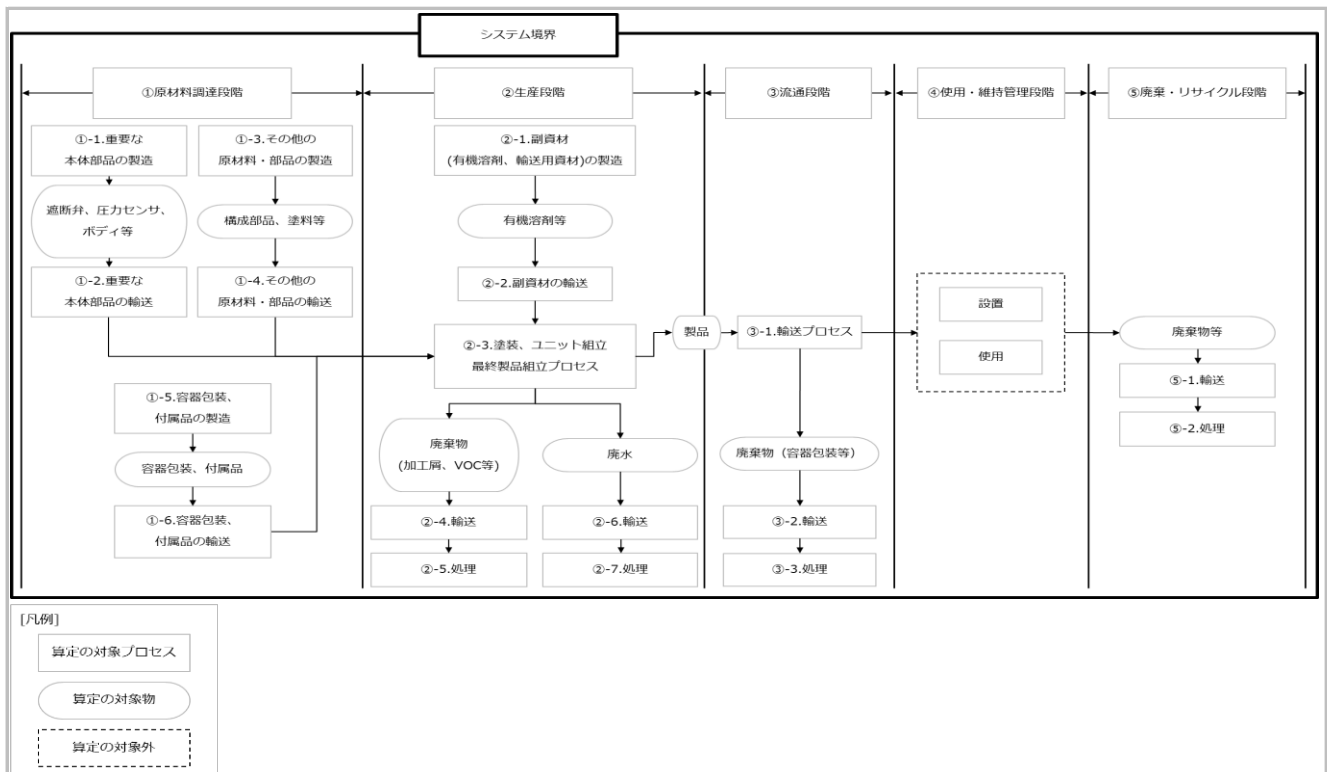 システム境界
①原材料調達段階
②生産段階
③流通段階
④使用・維持管理段階
⑤廃棄・リサイクル段階
①-1.重要な
本体部品の製造
遮断弁、圧力センサ、
ボディ等
①-2.重要な
本体部品の輸送
①-3.その他の
原材料・部品の製造
構成部品、塗料等
①-4.その他の
原材料・部品の輸送
①-5.容器包装、
付属品の製造
容器包装、付属品
①-6.容器包装、
付属品の輸送
②-1.副資材
(有機溶剤、輸送用資材)の製造
有機溶剤等
②-2.副資材の輸送
②-3.塗装、ユニット組立
最終製品組立プロセス
廃棄物
(加工屑、VOC等)
②-4.輸送
②-5.処理
廃水
②-6.輸送
②-7.処理
製品
③-1.輸送プロセス
廃棄物（容器包装等）
③-2.輸送
③-3.処理
設置
使用
廃棄物等
⑤-1.輸送
⑤-2.処理
[凡例]
算定の対象プロセス
算定の対象物
算定の対象外